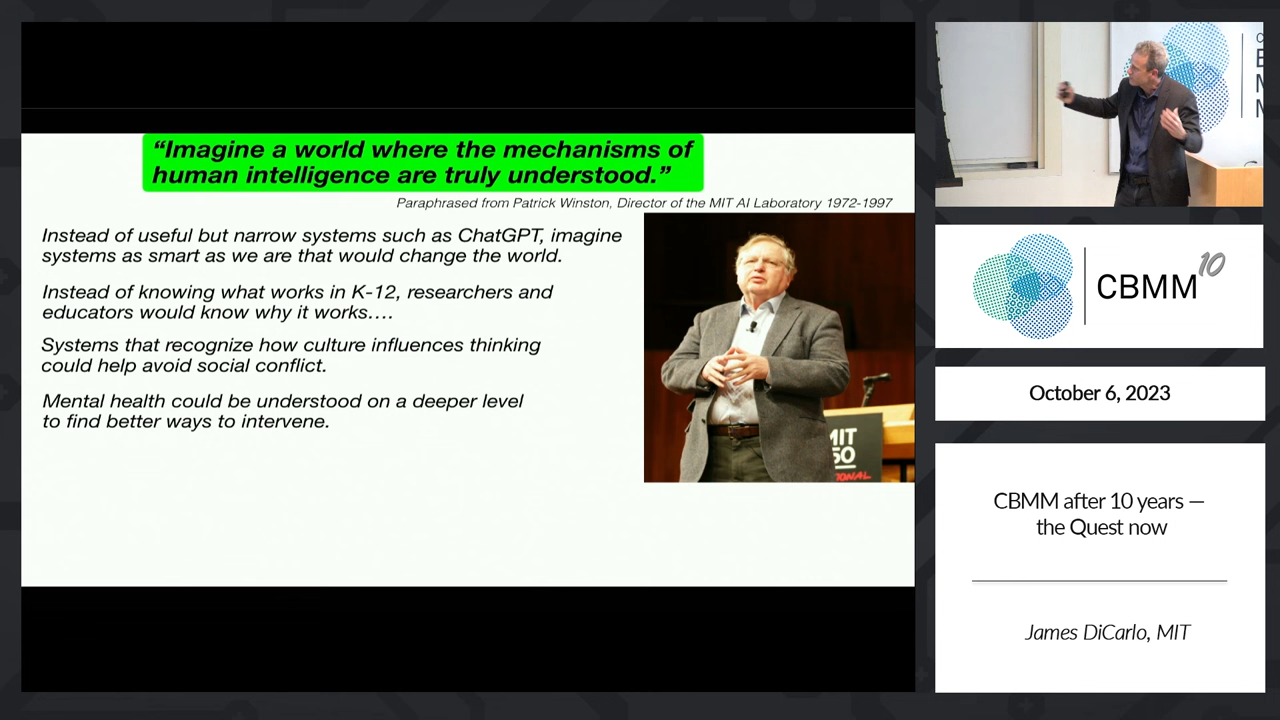 “Imagine a world where the mechanisms of
human intelligence are truly understood.”
Paraphrased from Patrick Winston, Director of the MIT AI Laboratory 1972-1997
Instead of useful but narrow systems such as ChatGPT, imagine
systems as smart as we are that would change the world.
Instead of knowing what works in K-12, researchers and
educators would know why it works….
Systems that recognize how culture influences thinking
could help avoid social conflict.
Mental health could be understood on a deeper level
to find better ways to intervene.
MIT
50
CBMM10
October 6, 2023
CBMM after 10 years —
the Quest now
James DiCarlo, MIT